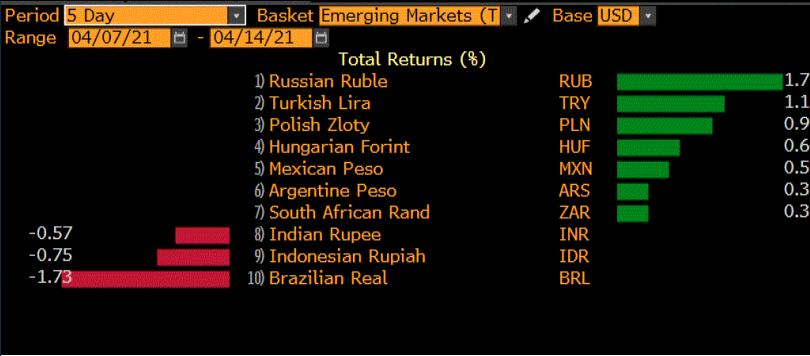 Period 5 Day Basket Emerging Markets (T Base USD
Range 04/07/21 - 04/14/21
Total Returns (%)
1) Russian Ruble RUB 1.7
2) Turkish Lira TRY 1.1
3) Polish Zloty PLN 0.9
4) Hungarian Forint HUF 0.6
5) Mexican Peso MXN 0.5
6) Argentine Peso ARS 0.3
7) South African Rand ZAR 0.3
-0.57 8) Indian Rupee INR
-0.75 9) Indonesian Rupiah IDR
-1.73 10) Brazilian Real BRL